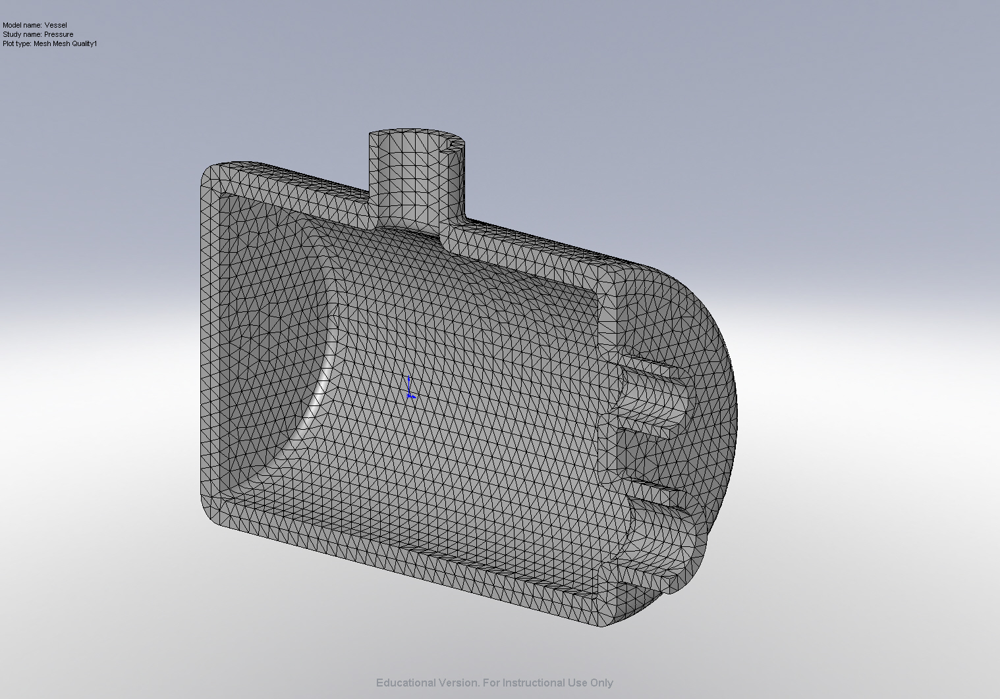 Model name: Vessel
Study name: Pressure
Plot type: Mesh Mesh Quality1
Educational Version. For Instructional Use Only